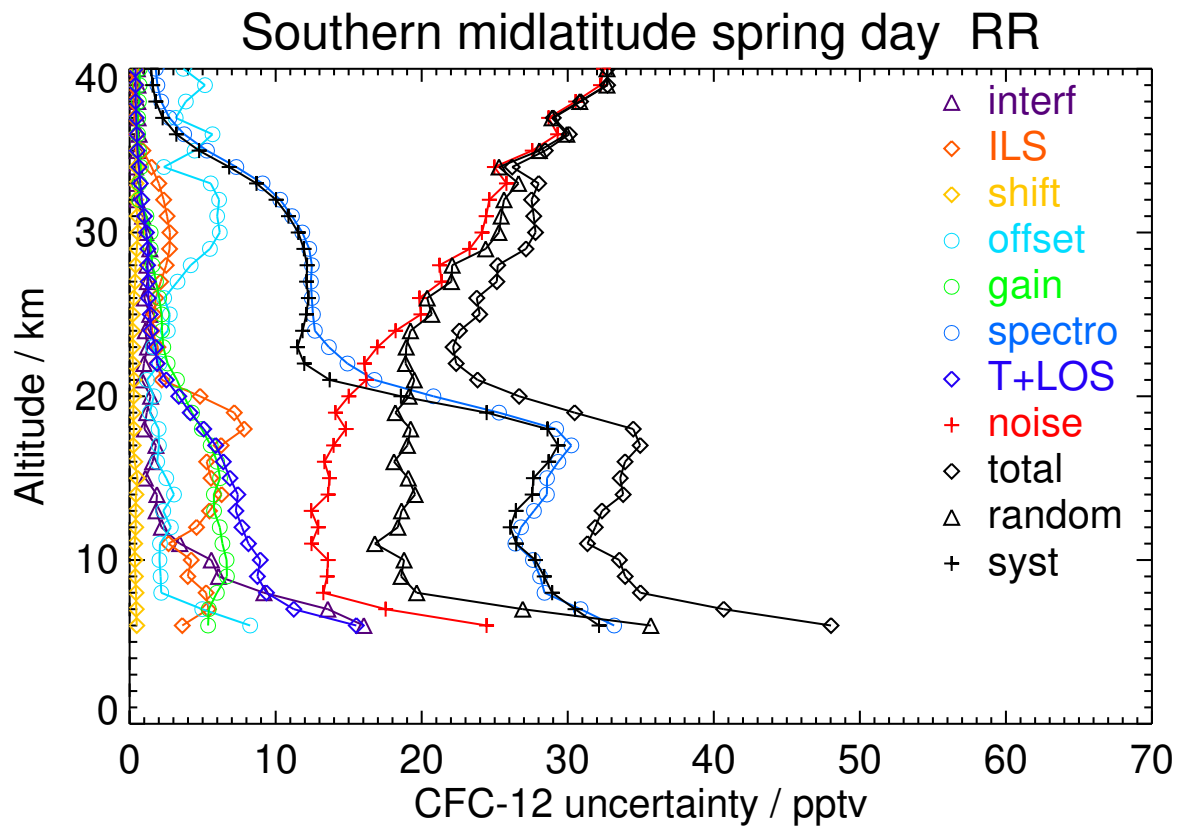 Southern midlatitude spring day RR
40
30
20
10
0
Altitude / km
interf
ILS
shift
offset
gain
spectro
T+LOS
noise
total
random
syst
0 10 20 30 40 50 60 70
CFC-12 uncertainty / pptv